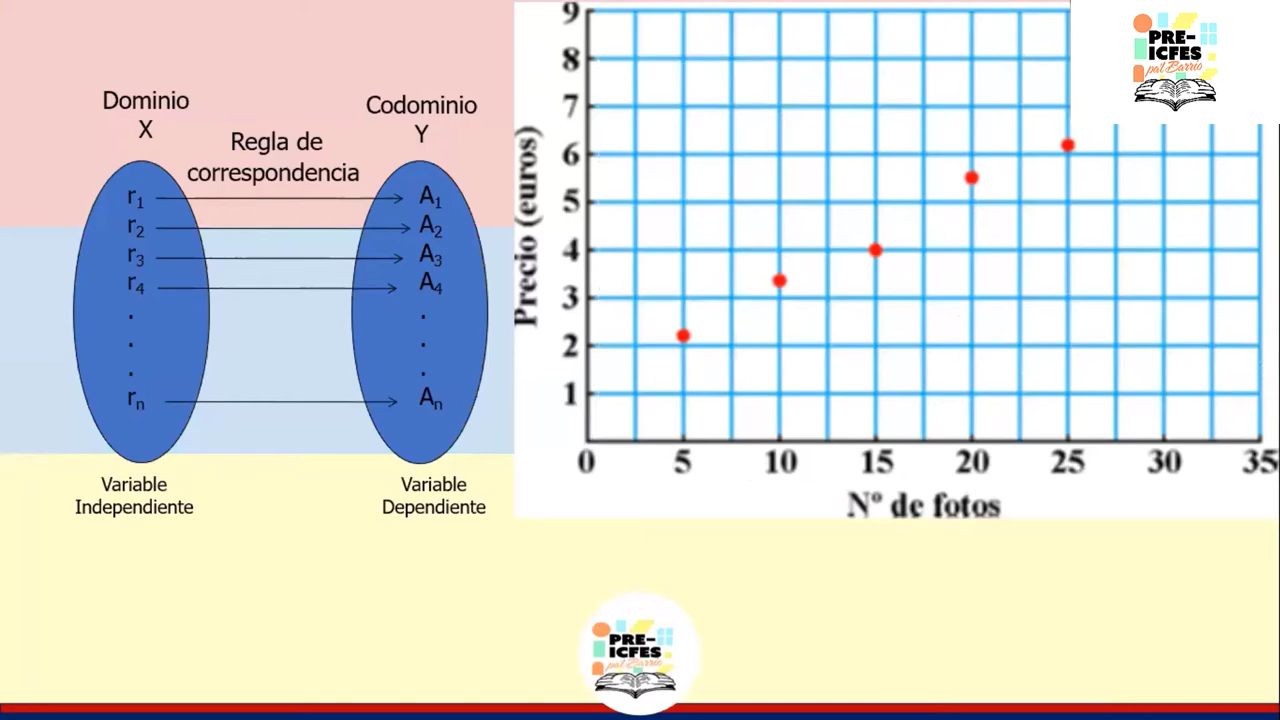 Dominio
X
Regla de
correspondencia
Codominio
Y
r1
r2
r3
r4
.
.
.
rn
A1
A2
A3
A4
.
.
.
An
Variable
Independiente
Variable
Dependiente
Precio (euros)
9
8
7
6
5
4
3
2
1
0 5 10 15 20 25 30 35
Nº de fotos
PRE-
ICFES
pa'l Barrio
PRE-
ICFES
pa'l Barrio